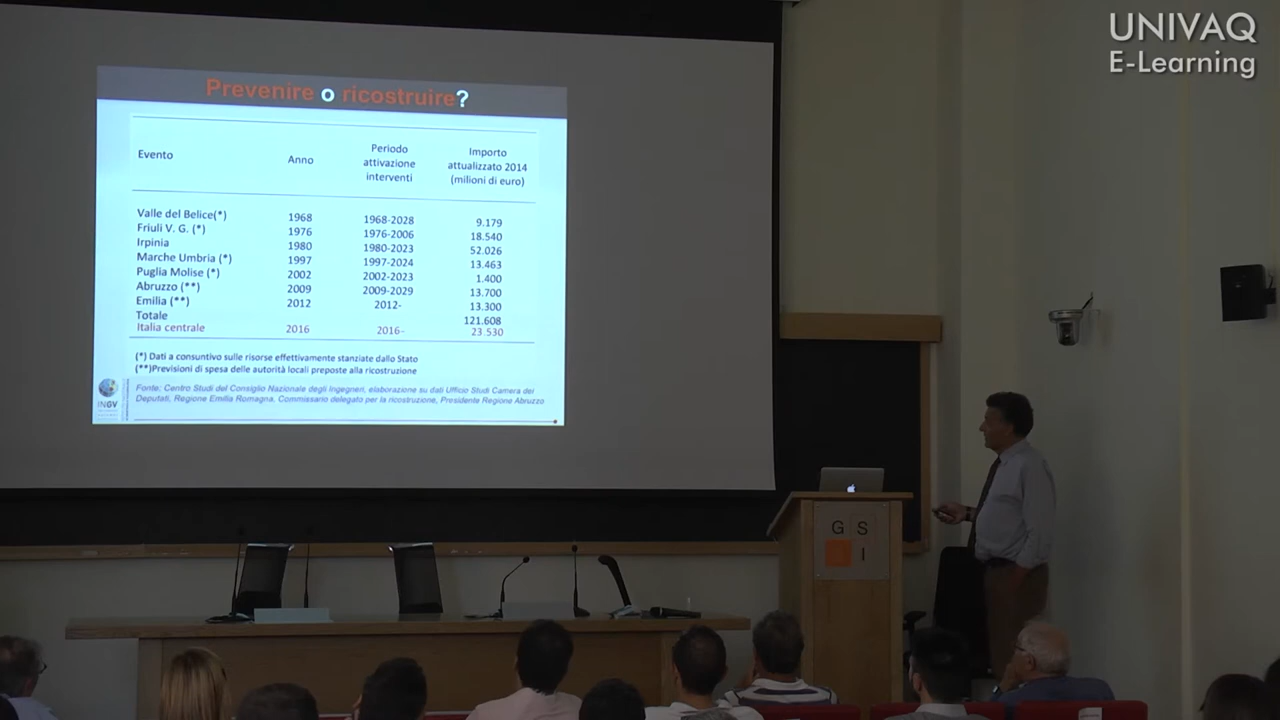 UNIVAQ
E-Learning
Prevenire o ricostruire?
Evento Anno Periodo attivazione interventi Importo attualizzato 2014 (milioni di euro)
Valle del Belice(*) 1968 1968-2028 9.179
Friuli V. G. (*) 1976 1976-2006 18.540
Irpinia 1980 1980-2023 52.026
Marche Umbria (*) 1997 1997-2024 13.463
Puglia Molise (*) 2002 2002-2023 1.400
Abruzzo (**) 2009 2009-2029 13.700
Emilia (**) 2012 2012- 13.300
Totale 121.608
Italia centrale 2016 2016- 23.530
(*) Dati a consuntivo sulle risorse effettivamente stanziate dallo Stato
(**)Previsioni di spesa delle autorità locali preposte alla ricostruzione
Fonte: Centro Studi del Consiglio Nazionale degli Ingegneri, elaborazione su dati Ufficio Studi Camera dei
Deputati, Regione Emilia Romagna. Commissario delegato per la ricostruzione, Presidente Regione Abruzzo
INGV
G S
I